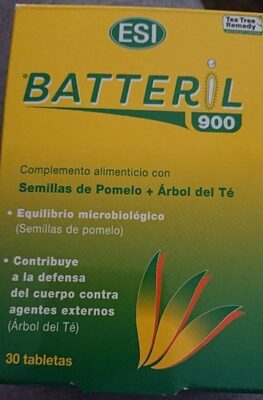 ESI
Tea Tree
Remedy
®BATTERIL
900
Complemento alimenticio con
Semillas de Pomelo + Árbol del Té
• Equilibrio microbiológico
(Semillas de pomelo)
• Contribuye
a la defensa
del cuerpo contra
agentes externos
(Árbol del Té)
30 tabletas